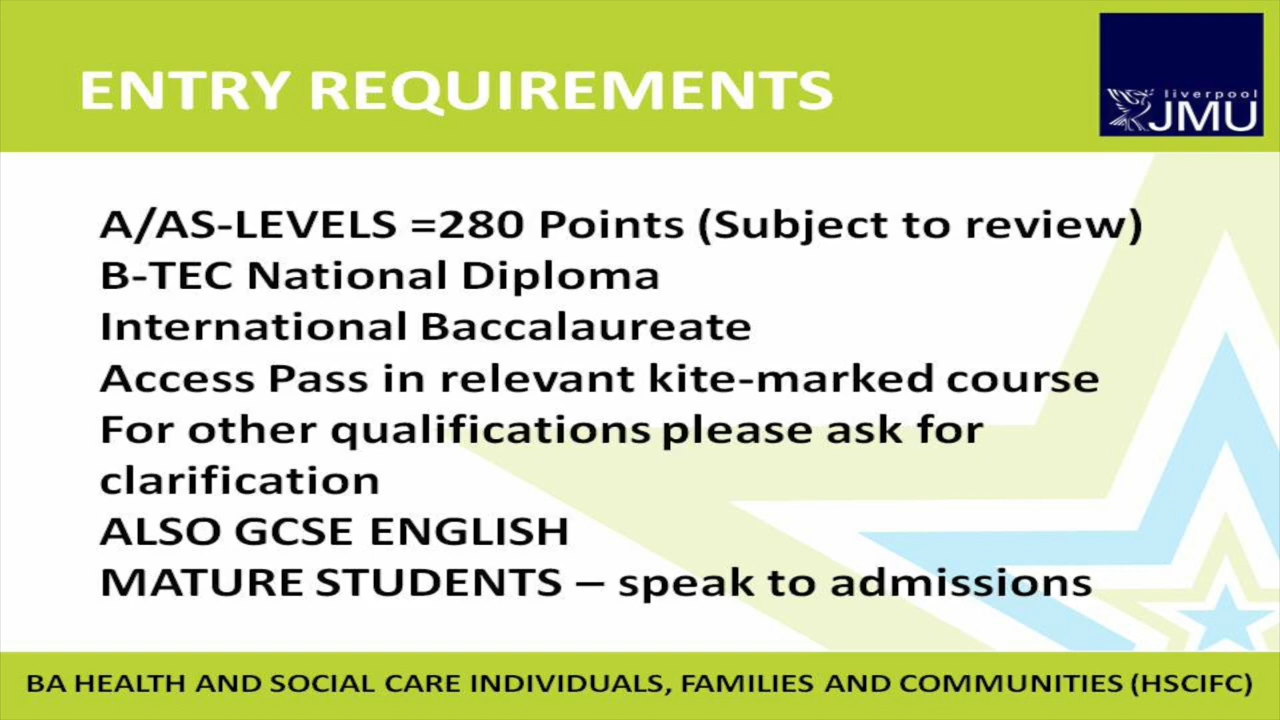 ENTRY REQUIREMENTS
liverpool
JMU
A/AS-LEVELS =280 Points (Subject to review)
B-TEC National Diploma
International Baccalaureate
Access Pass in relevant kite-marked course
For other qualifications please ask for
clarification
ALSO GCSE ENGLISH
MATURE STUDENTS – speak to admissions
BA HEALTH AND SOCIAL CARE INDIVIDUALS, FAMILIES AND COMMUNITIES (HSCIFC)